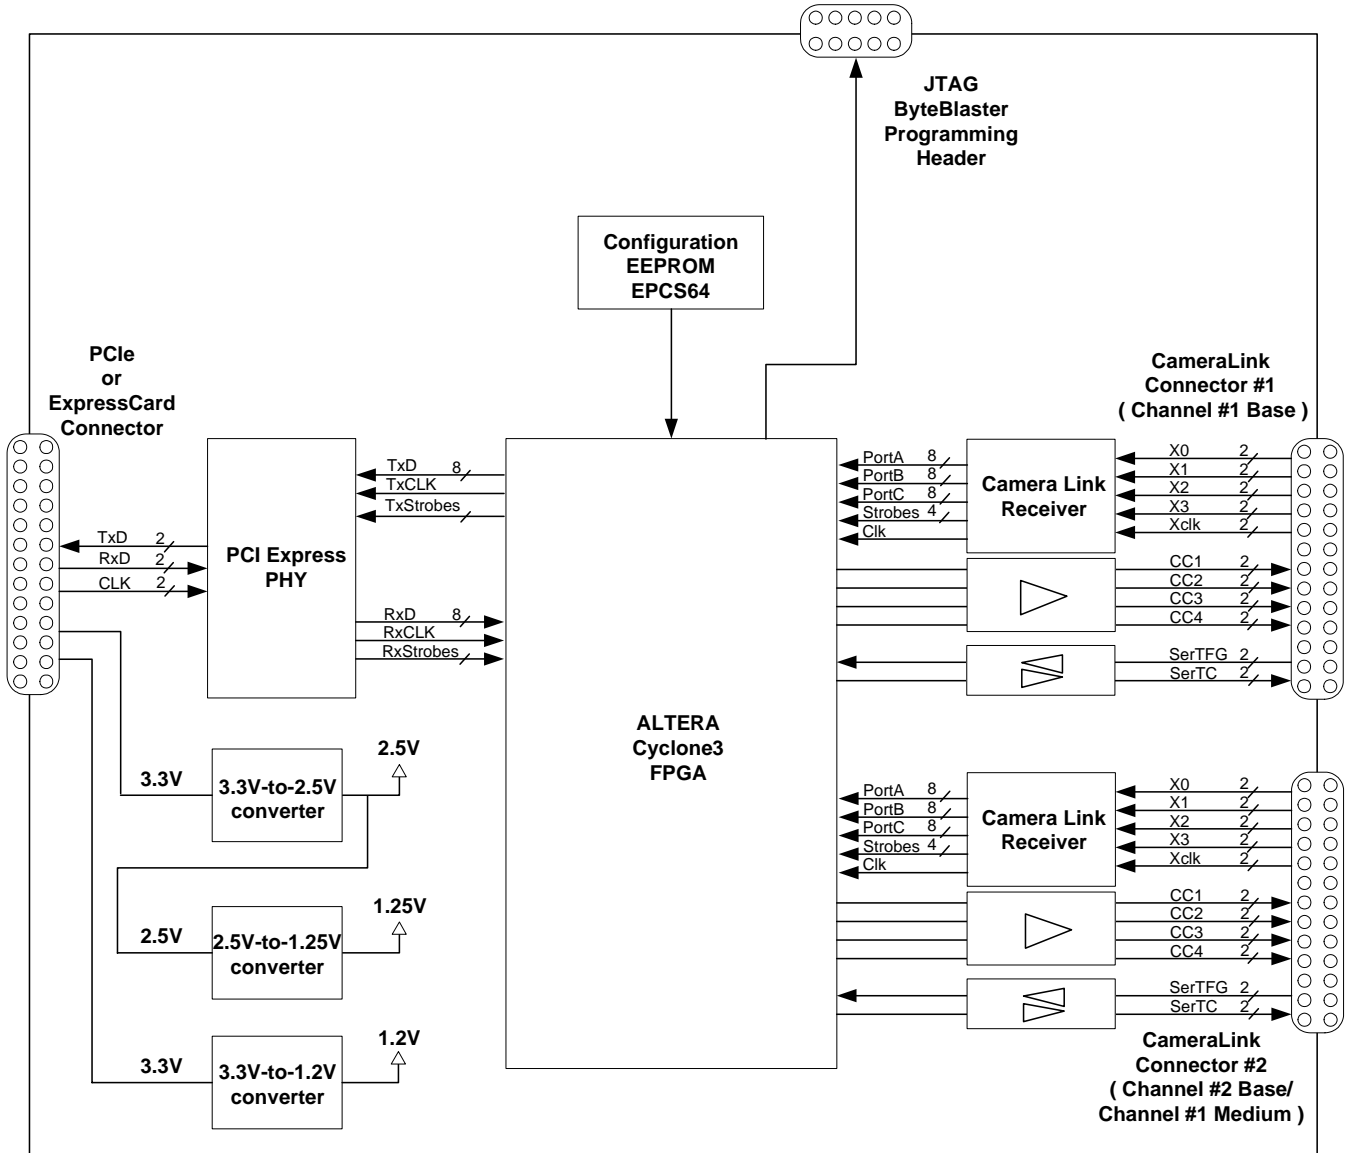 JTAG
ByteBlaster
Programming
Header
Configuration
EEPROM
EPCS64
PCIe
or
ExpressCard
Connector
CameraLink
Connector #1
( Channel #1 Base )
TxD 8
TxCLK
TxStrobes
TxD 2
RxD 2
CLK 2
PCI Express
PHY
RxD 8
RxCLK
RxStrobes
ALTERA
Cyclone3
FPGA
PortA 8
PortB 8
PortC 8
Strobes 4
Clk
Camera Link
Receiver
X0 2
X1 2
X2 2
X3 2
Xclk 2
CC1 2
CC2 2
CC3 2
CC4 2
SerTFG 2
SerTC 2
3.3V
3.3V-to-2.5V
converter
2.5V
2.5V
2.5V-to-1.25V
converter
1.25V
3.3V
3.3V-to-1.2V
converter
1.2V
PortA 8
PortB 8
PortC 8
Strobes 4
Clk
Camera Link
Receiver
X0 2
X1 2
X2 2
X3 2
Xclk 2
CC1 2
CC2 2
CC3 2
CC4 2
SerTFG 2
SerTC 2
CameraLink
Connector #2
( Channel #2 Base/
Channel #1 Medium )